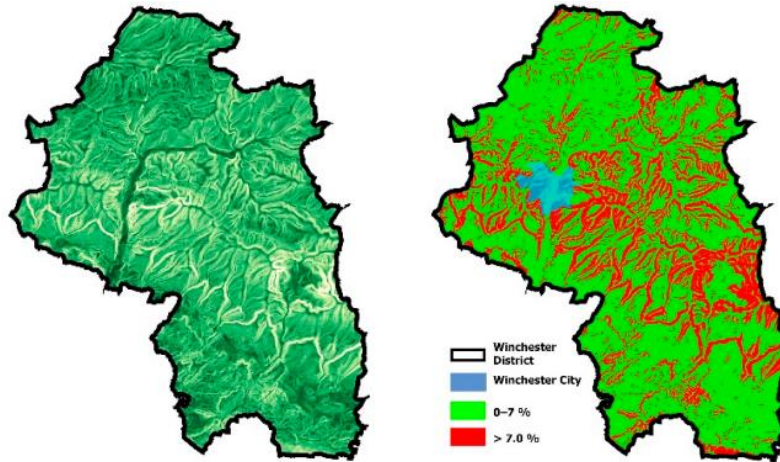 Winchester
District
Winchester City
0–7 %
> 7.0 %